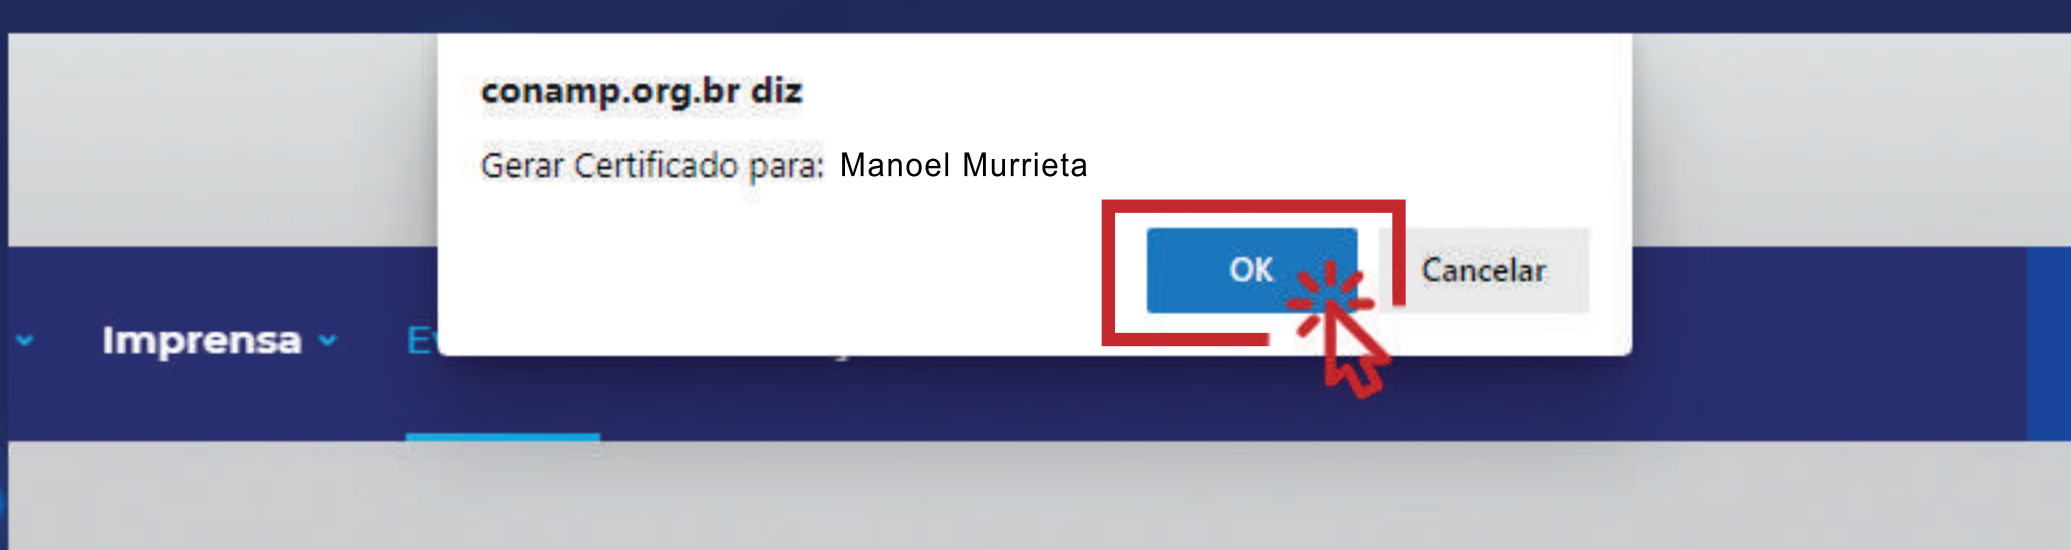 conamp.org.br diz
Gerar Certificado para: Manoel Murrieta
OK Cancelar
Imprensa